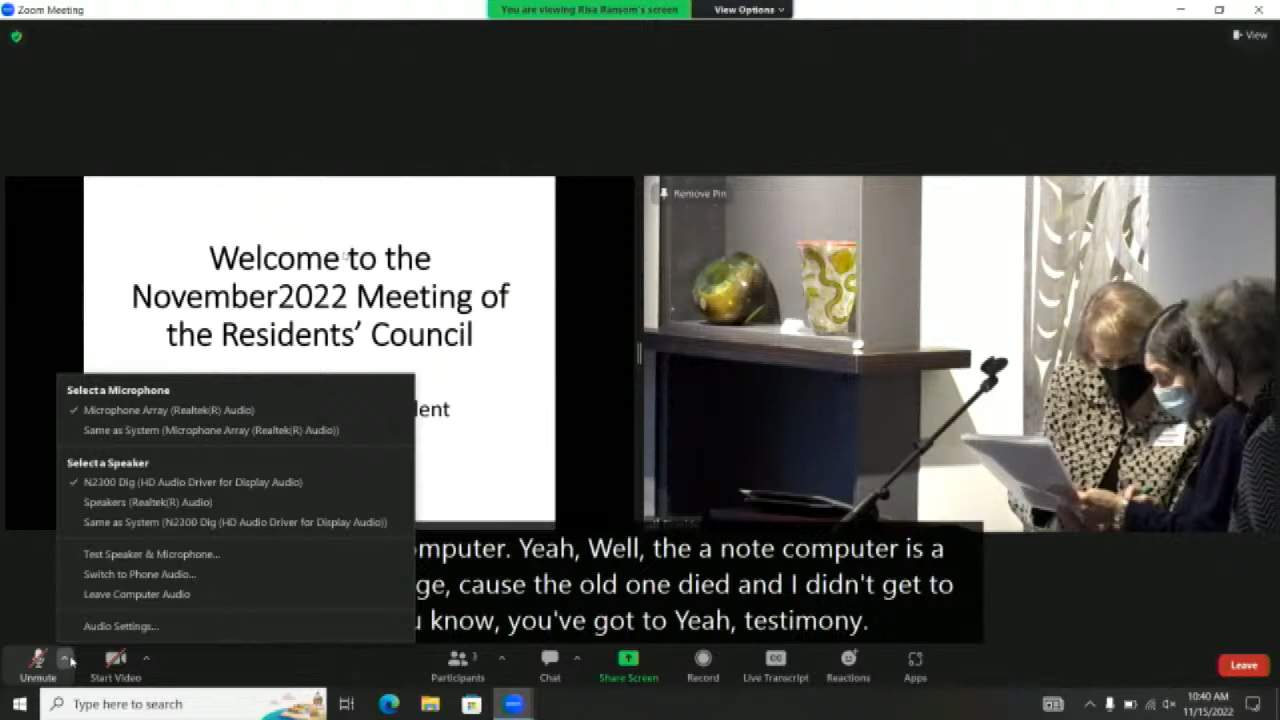 Zoom Meeting
You are viewing Risa Ransom's screen
View Options
View
Remove Pin
Welcome to the
November2022 Meeting of
the Residents' Council
dent
Select a Microphone
Microphone Array (Realtek(R) Audio)
Same as System (Microphone Array (Realtek(R) Audio))
Select a Speaker
N2300 Dig (HD Audio Driver for Display Audio)
Speakers (Realtek(R) Audio)
Same as System (N2300 Dig (HD Audio Driver for Display Audio))
Test Speaker & Microphone...
Switch to Phone Audio...
Leave Computer Audio
Audio Settings...
omputer. Yeah, Well, the a note computer is a
ge, cause the old one died and I didn't get to
know, you've got to Yeah, testimony.
Unmute
Start Video
Participants
Chat
Share Screen
Record
CC
Live Transcript
Reactions
Apps
Leave
Type here to search
10:40 AM
11/15/2022